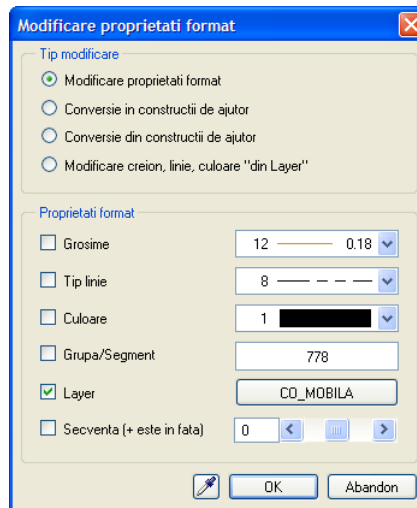 Modificare proprietati format
Tip modificare
Modificare proprietati format
Conversie in constructii de ajutor
Conversie din constructii de ajutor
Modificare creion, linie, culoare "din Layer"
Proprietati format
Grosime 12 0.18
Tip linie 8
Culoare 1
Grupa/Segment 778
Layer CO_MOBILA
Secventa (+ este in fata) 0
OK Abandon